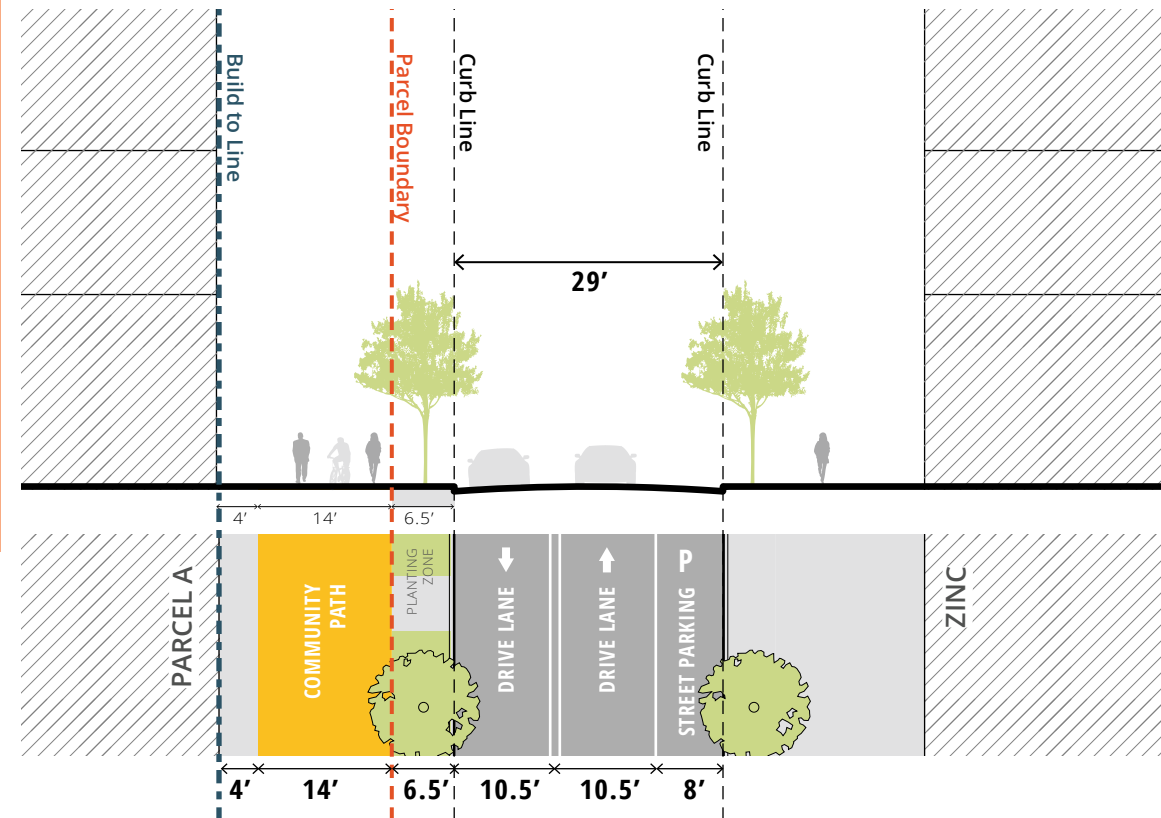 Build to Line
Parcel Boundary
Curb Line
Curb Line
29’
4’
14’
6.5’
PARCEL A
COMMUNITY
PATH
PLANTING
ZONE
DRIVE LANE
DRIVE LANE
P
STREET PARKING
ZINC
4’
14’
6.5’
10.5’
10.5’
8’